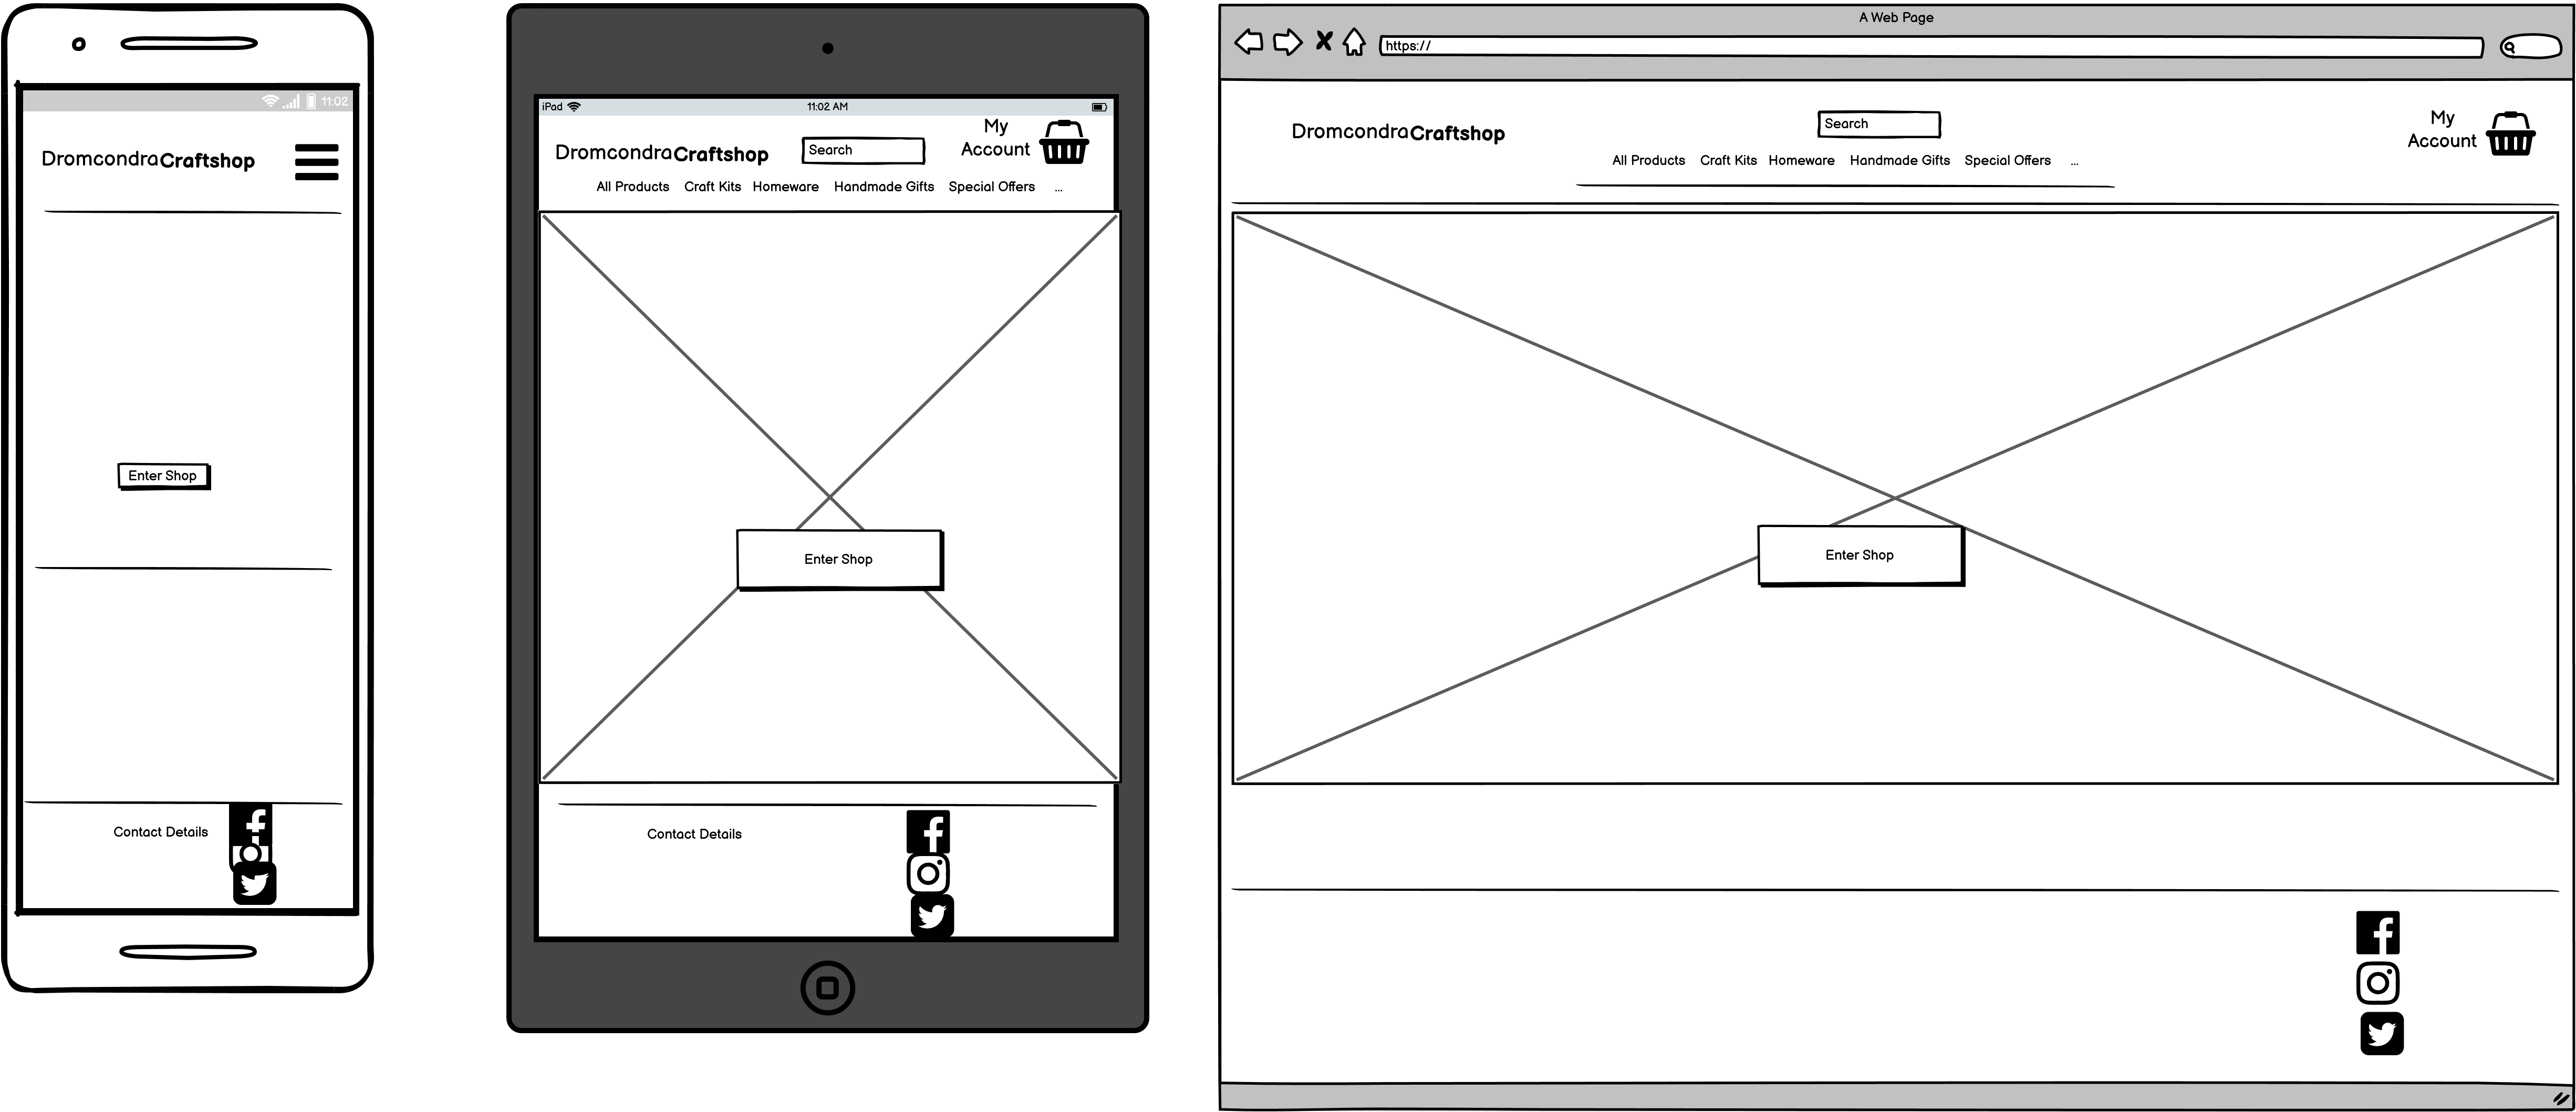 11:02
DromcondraCraftshop
Enter Shop
Contact Details
iPad
11:02 AM
My
Account
DromcondraCraftshop
Search
All Products Craft Kits Homeware Handmade Gifts Special Offers ...
Enter Shop
Contact Details
A Web Page
https://
DromcondraCraftshop
Search
My
Account
All Products Craft Kits Homeware Handmade Gifts Special Offers ...
Enter Shop